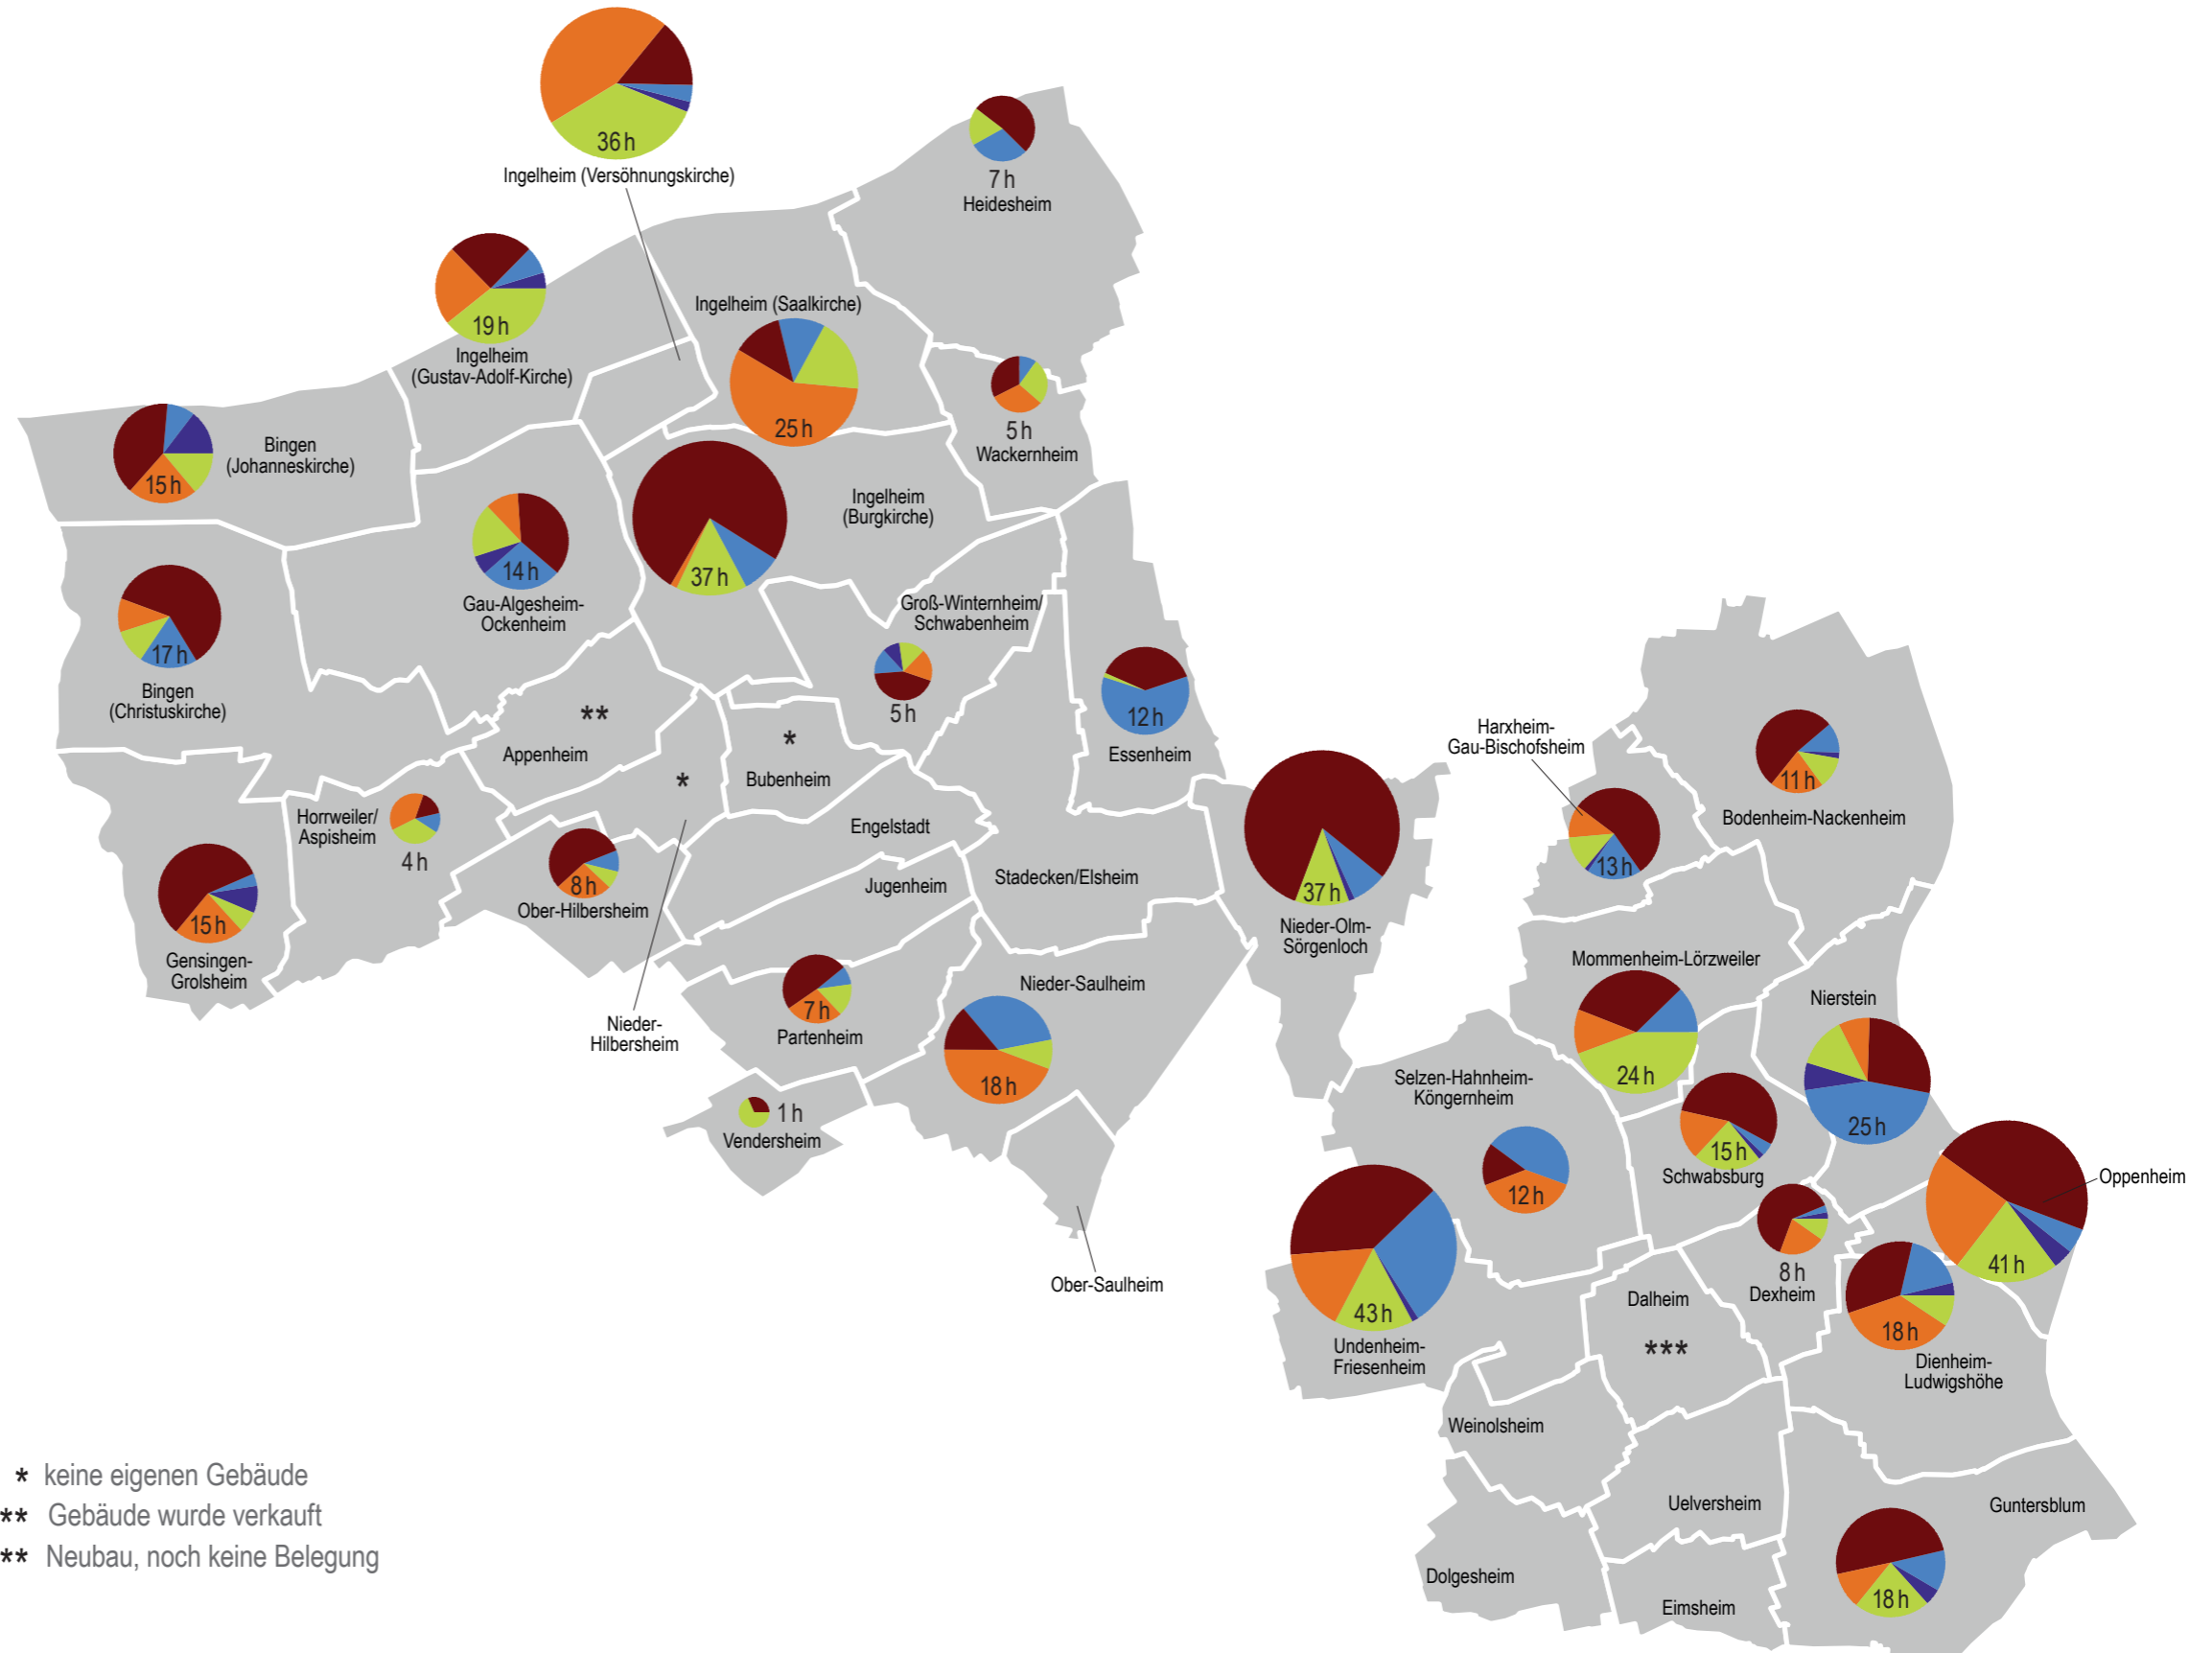 36 h
Ingelheim (Versöhnungskirche)
7 h
Heidesheim
19 h
Ingelheim
(Gustav-Adolf-Kirche)
Ingelheim (Saalkirche)
25 h
5 h
Wackernheim
15 h
Bingen
(Johanneskirche)
14 h
Gau-Algesheim-
Ockenheim
37 h
Ingelheim
(Burgkirche)
17 h
Bingen
(Christuskirche)
Groß-Winternheim/
Schwabenheim
5 h
12 h
Essenheim
**
Appenheim
*
Bubenheim
*
Nieder-
Hilbersheim
Horrweiler/
Aspisheim
4 h
15 h
Gensingen-
Grolsheim
8 h
Ober-Hilbersheim
Engelstadt
Jugenheim
Stadecken/Elsheim
7 h
Partenheim
Nieder-Saulheim
18 h
1 h
Vendersheim
Ober-Saulheim
37 h
Nieder-Olm-
Sörgenloch
Harxheim-
Gau-Bischofsheim
13 h
11 h
Bodenheim-Nackenheim
Mommenheim-Lörzweiler
24 h
Nierstein
25 h
Selzen-Hahnheim-
Köngernheim
12 h
15 h
Schwabsburg
Oppenheim
41 h
8 h
Dexheim
43 h
Undenheim-
Friesenheim
Dalheim
***
18 h
Dienheim-
Ludwigshöhe
Weinolsheim
Uelversheim
Guntersblum
18 h
Dolgesheim
Eimsheim
* keine eigenen Gebäude
** Gebäude wurde verkauft
** Neubau, noch keine Belegung